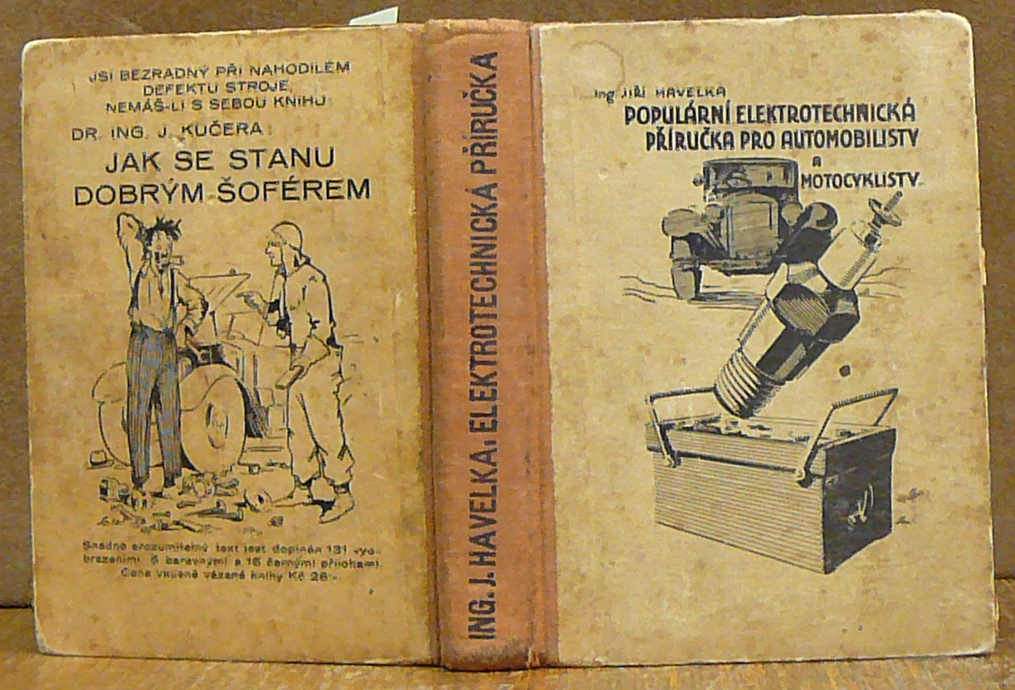 JSI BEZRADNÝ PŘI NAHODILÉM
DEFEKTU STROJE,
NEMÁŠ-LI S SEBOU KNIHU
DR. ING. J. KUČERA:
JAK SE STANU
DOBRÝM ŠOFÉREM
Snadno srozumitelný text jest doplněn 131 vyo-
brazeními 5 barevnými a 16 černými přílohami.
Cena vkusně vázané knihy Kč 26·-
ING. J. HAVELKA. ELEKTROTECHNICKÁ PŘÍRUČKA
Ing JIŘÍ HAVELKA
POPULÁRNÍ ELEKTROTECHNICKÁ
PŘÍRUČKA PRO AUTOMOBILISTY
A
MOTOCYKLISTY